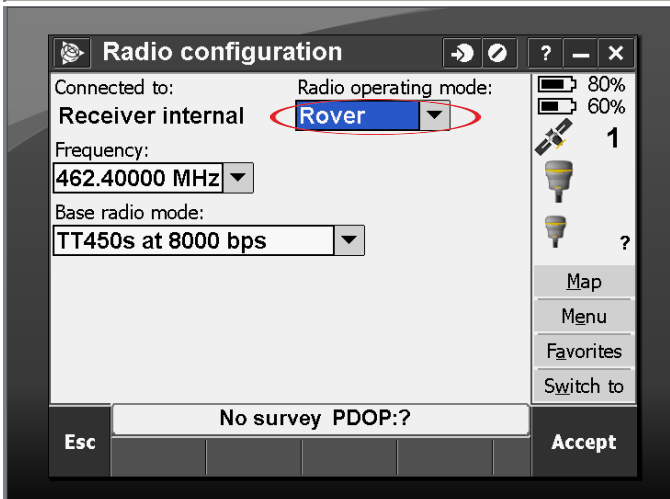 Radio configuration
? – x
Connected to: Radio operating mode:
Receiver internal Rover
Frequency:
462.40000 MHz
Base radio mode:
TT450s at 8000 bps
80%
60%
1
?
Map
Menu
Favorites
Switch to
No survey PDOP:?
Esc
Accept